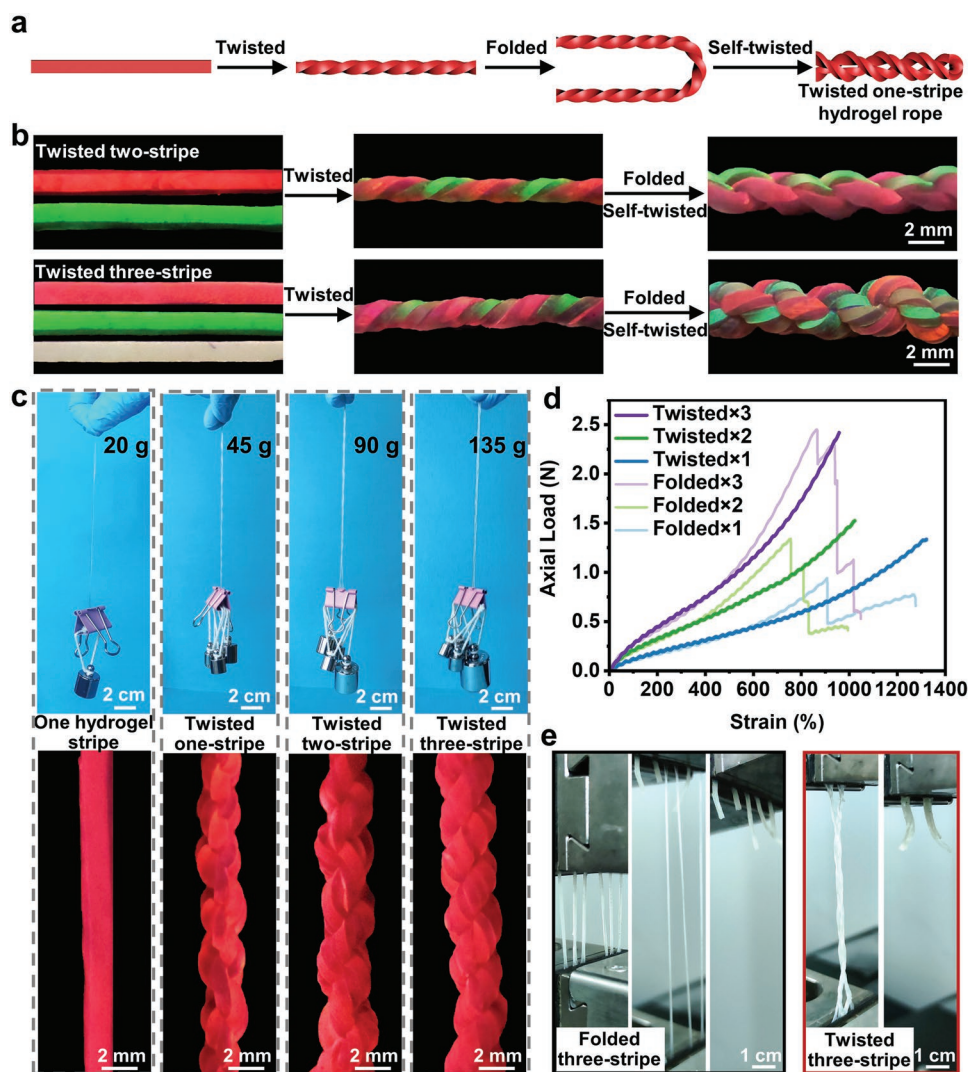 a
Twisted
Folded
Self-twisted
Twisted one-stripe
hydrogel rope
b
Twisted two-stripe
Twisted
Folded
Self-twisted
2 mm
Twisted three-stripe
Twisted
Folded
Self-twisted
2 mm
c
20 g
45 g
90 g
135 g
2 cm
2 cm
2 cm
2 cm
One hydrogel
stripe
Twisted
one-stripe
Twisted
two-stripe
Twisted
three-stripe
2 mm
2 mm
2 mm
2 mm
d
Twisted×3
Twisted×2
Twisted×1
Folded×3
Folded×2
Folded×1
Axial Load (N)
2.5
2.0
1.5
1.0
0.5
0.0
0 200 400 600 800 1000 1200 1400
Strain (%)
e
Folded
three-stripe
1 cm
Twisted
three-stripe
1 cm